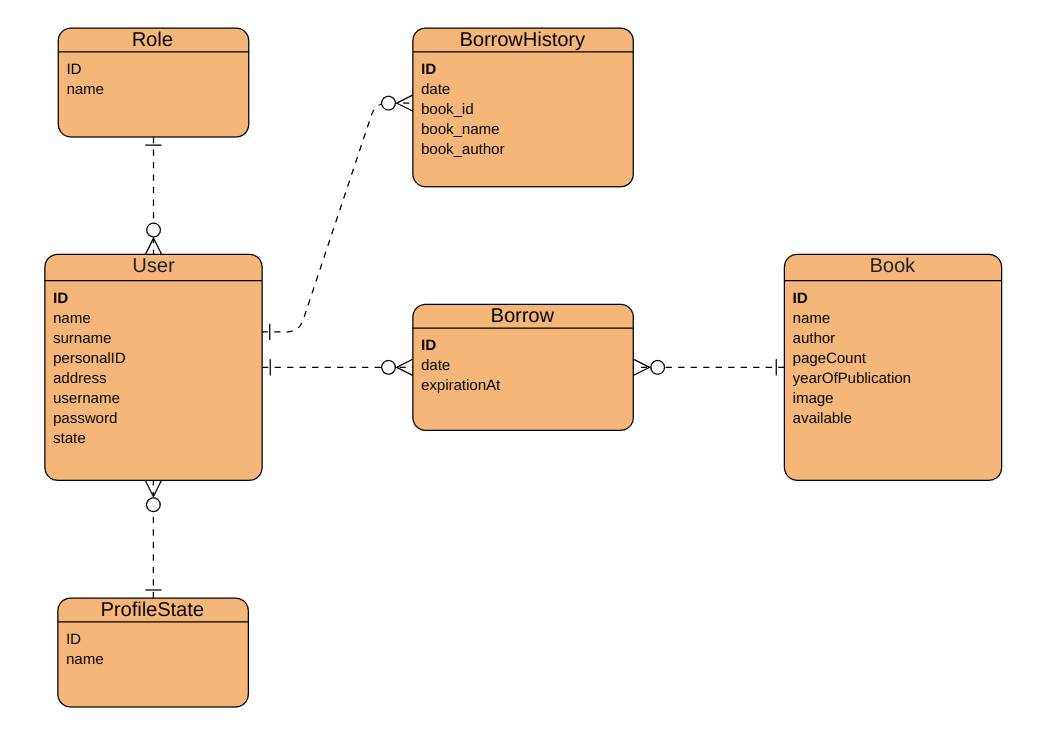 Role
ID
name
BorrowHistory
ID
date
book_id
book_name
book_author
User
ID
name
surname
personalID
address
username
password
state
Borrow
ID
date
expirationAt
Book
ID
name
author
pageCount
yearOfPublication
image
available
ProfileState
ID
name